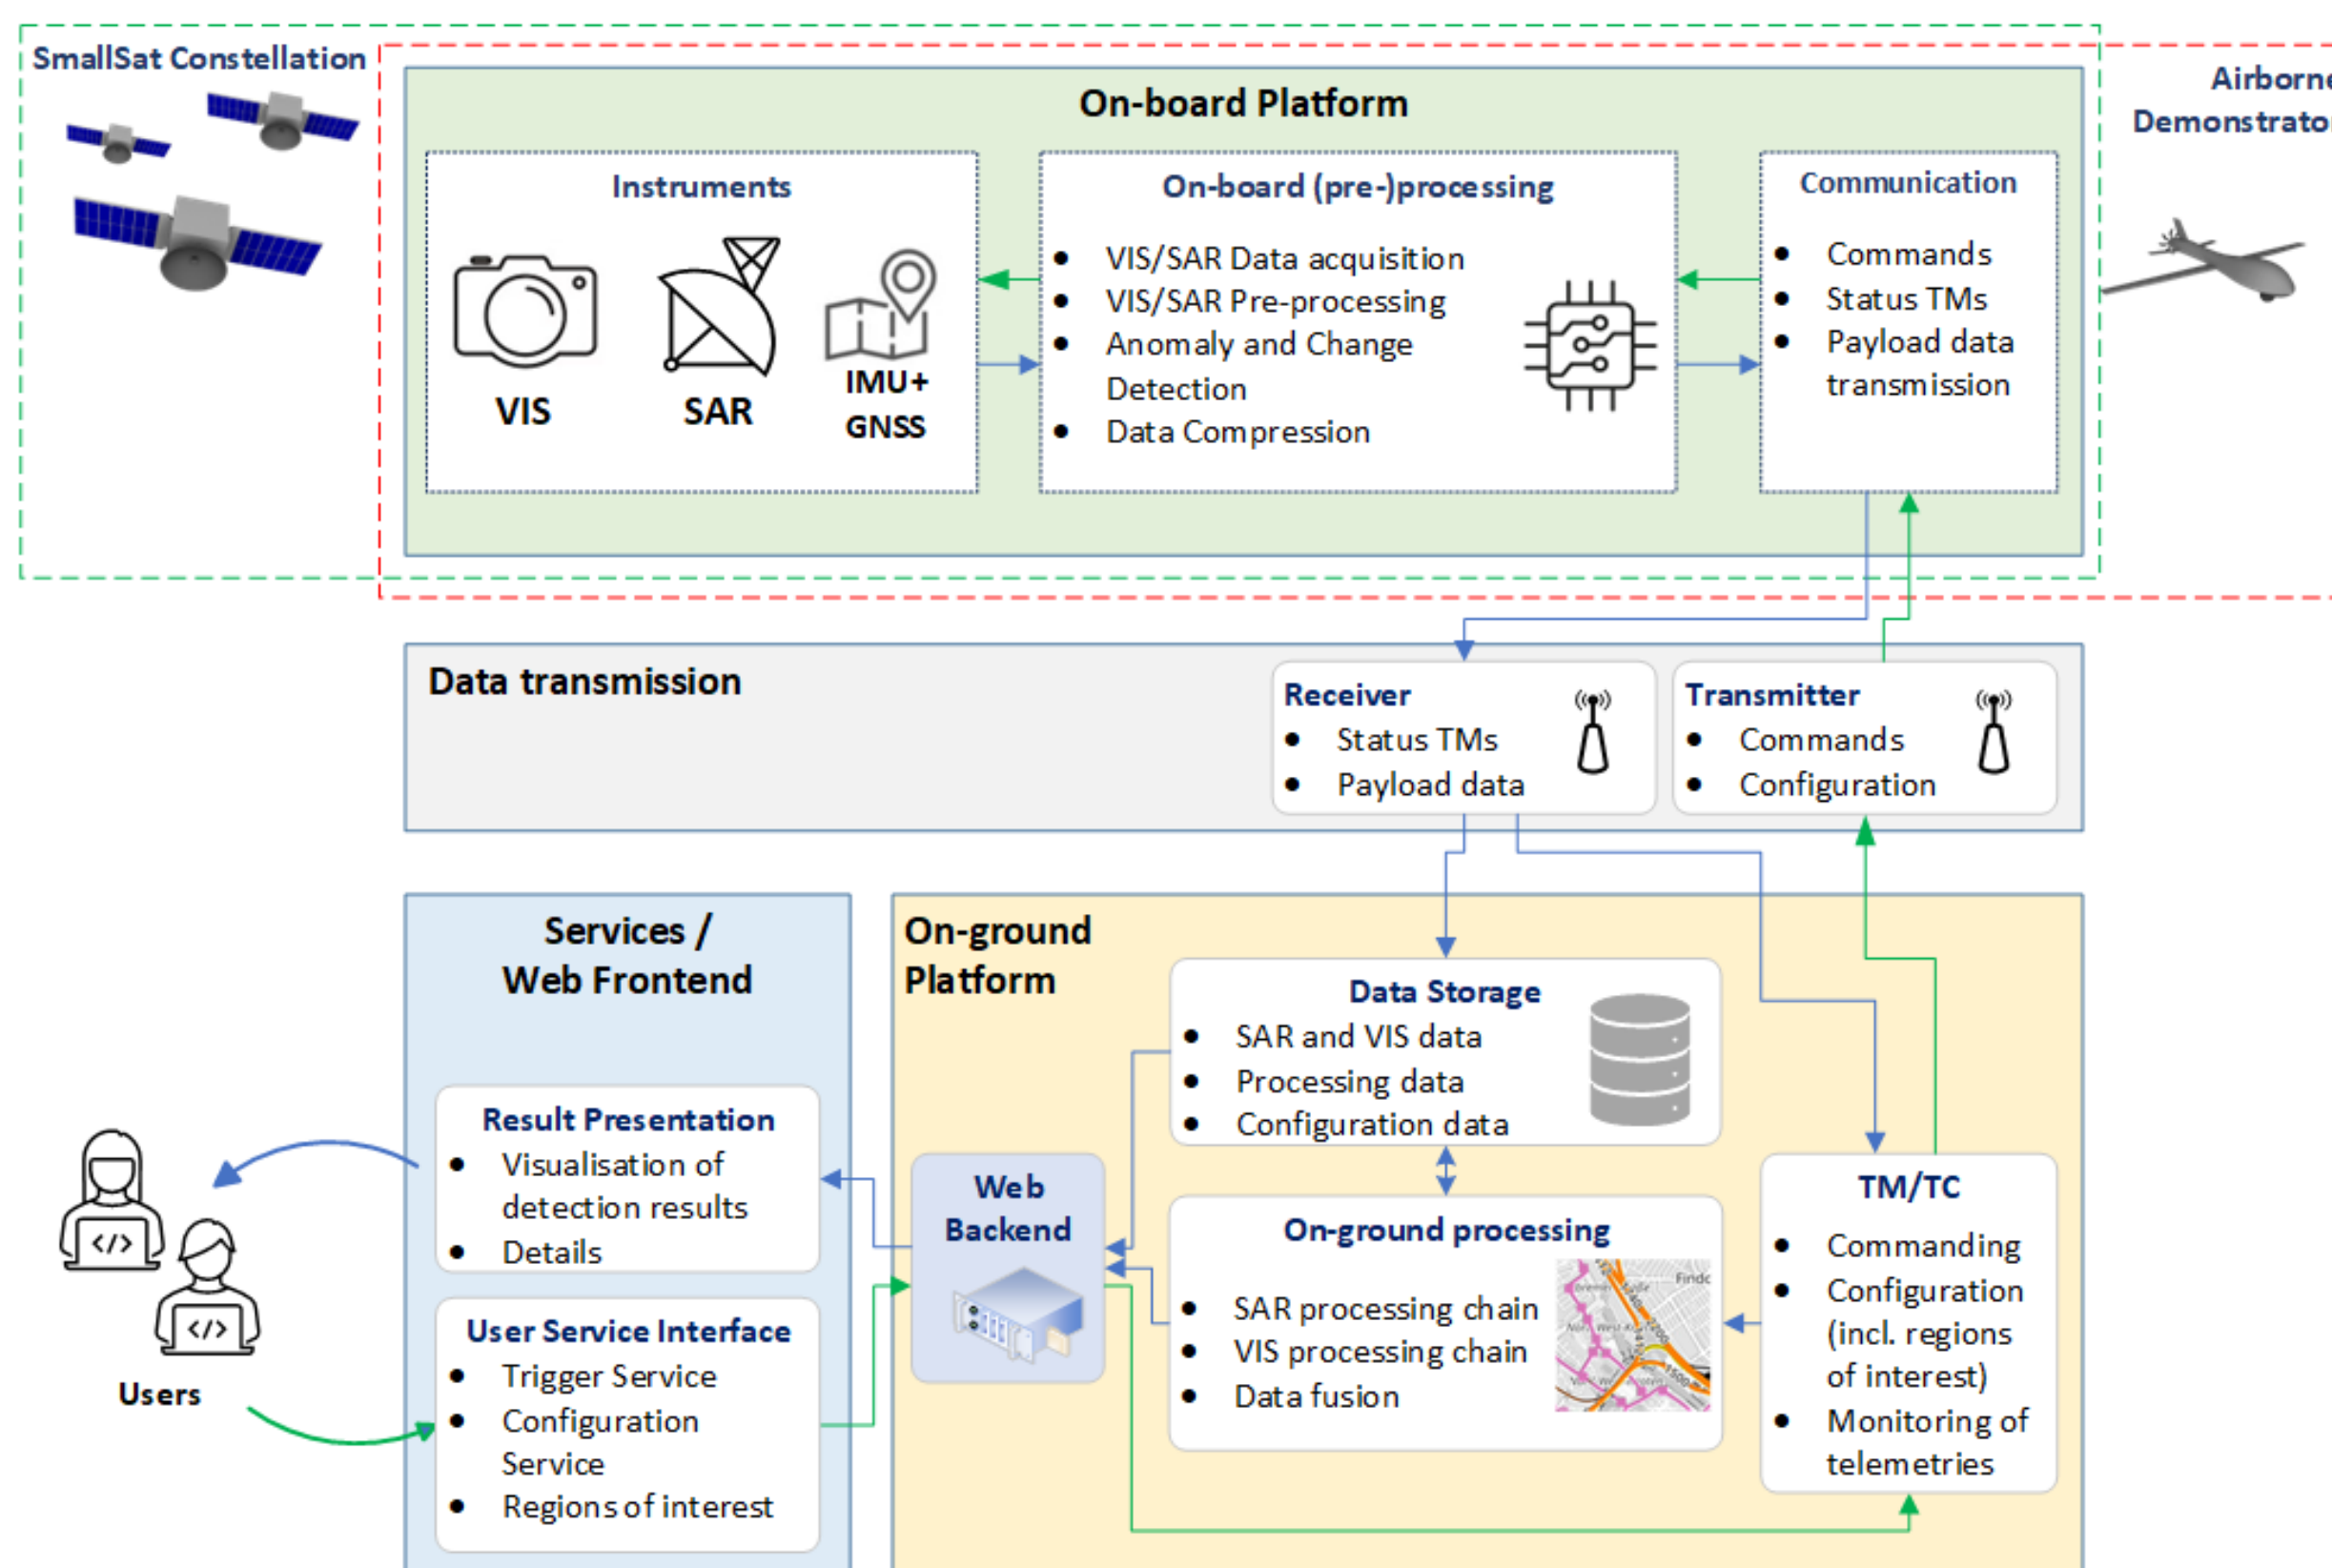 SmallSat Constellation
On-board Platform
Airborne
Demonstrato
Instruments
VIS
SAR
IMU+
GNSS
On-board (pre-)processing
• VIS/SAR Data acquisition
• VIS/SAR Pre-processing
• Anomaly and Change
Detection
• Data Compression
Communication
• Commands
• Status TMs
• Payload data
transmission
Data transmission
Receiver
• Status TMs
• Payload data
Transmitter
• Commands
• Configuration
Services /
Web Frontend
Result Presentation
• Visualisation of
detection results
• Details
User Service Interface
• Trigger Service
• Configuration
Service
• Regions of interest
Users
On-ground
Platform
Web
Backend
Data Storage
• SAR and VIS data
• Processing data
• Configuration data
On-ground processing
• SAR processing chain
• VIS processing chain
• Data fusion
TM/TC
• Commanding
• Configuration
(incl. regions
of interest)
• Monitoring of
telemetries